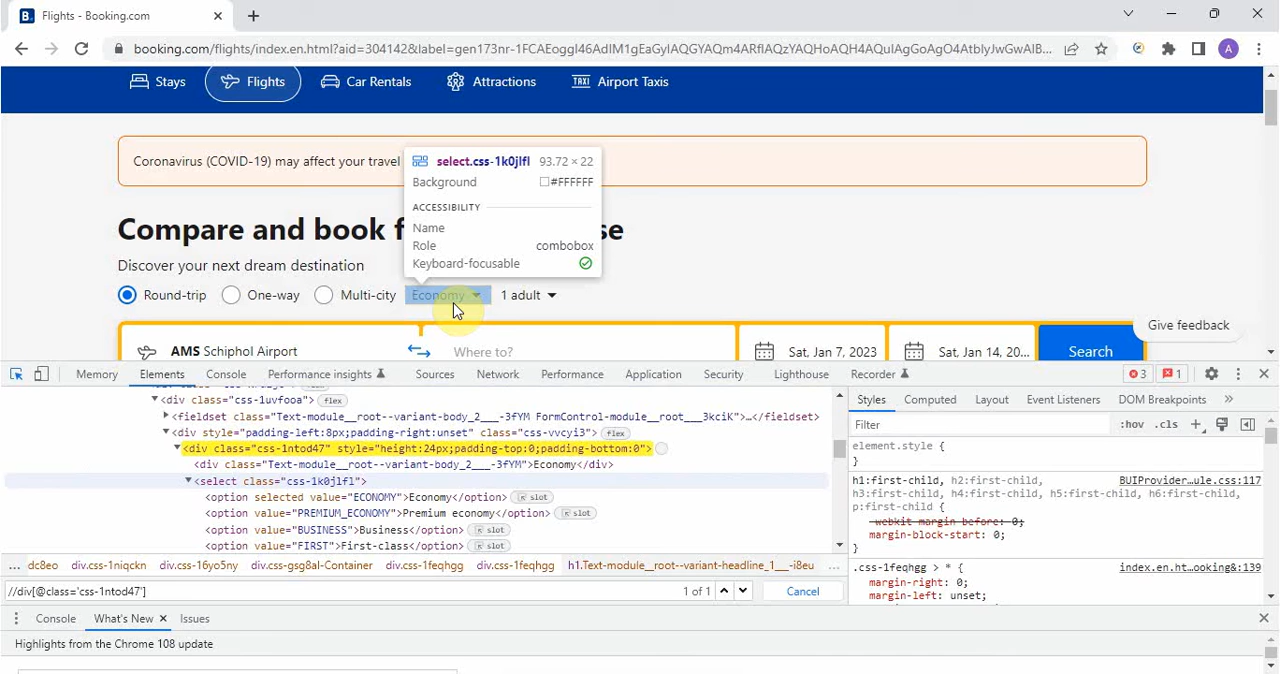 Flights - Booking.com
booking.com/flights/index.en.html?aid=304142&label=gen173nr-1FCAEoggI46AdIM1gEaGyIAQGYAQm4ARfIAQzYAQHoAQH4AQuIAgGoAgO4AtbIyJwGwAIB...
A
Stays
Flights
Car Rentals
Attractions
TAXI
Airport Taxis
Coronavirus (COVID-19) may affect your travel
select.css-1k0jlfl 93.72 × 22
Background #FFFFFF
ACCESSIBILITY
Name
Role combobox
Keyboard-focusable
Compare and book f
se
Discover your next dream destination
Round-trip
One-way
Multi-city
Economy
1 adult
Give feedback
AMS Schiphol Airport
Where to?
Sat, Jan 7, 2023
Sat, Jan 14, 20...
Search
Memory
Elements
Console
Performance insights
Sources
Network
Performance
Application
Security
Lighthouse
Recorder
3
1
<div class="css-1uvfooa"> flex
<fieldset class="Text-module__root--variant-body_2___-3fYM FormControl-module__root___3kciK">…</fieldset>
<div style="padding-left:8px;padding-right:unset" class="css-vvcyi3"> flex
<div class="css-1ntod47" style="height:24px;padding-top:0;padding-bottom:0">
<div class="Text-module__root--variant-body_2___-3fYM">Economy</div>
<select class="css-1k0jlfl">
<option selected value="ECONOMY">Economy</option> slot
<option value="PREMIUM_ECONOMY">Premium economy</option> slot
<option value="BUSINESS">Business</option> slot
<option value="FIRST">First-class</option> slot
... dc8eo div.css-1niqckn div.css-16yo5ny div.css-gsg8al-Container div.css-1feqhgg div.css-1feqhgg h1.Text-module__root--variant-headline_1___-i8eu ...
//div[@class='css-1ntod47']
1 of 1
Cancel
Styles
Computed
Layout
Event Listeners
DOM Breakpoints
Filter
:hov .cls
element.style {
}
h1:first-child, h2:first-child, BUIProvider…ule.css:117
h3:first-child, h4:first-child, h5:first-child, h6:first-child,
p:first-child {
-webkit-margin-before: 0;
margin-block-start: 0;
}
.css-1feqhgg > * { index.en.ht…ooking&:139
margin-right: 0;
margin-left: unset;
Console
What's New
Issues
Highlights from the Chrome 108 update